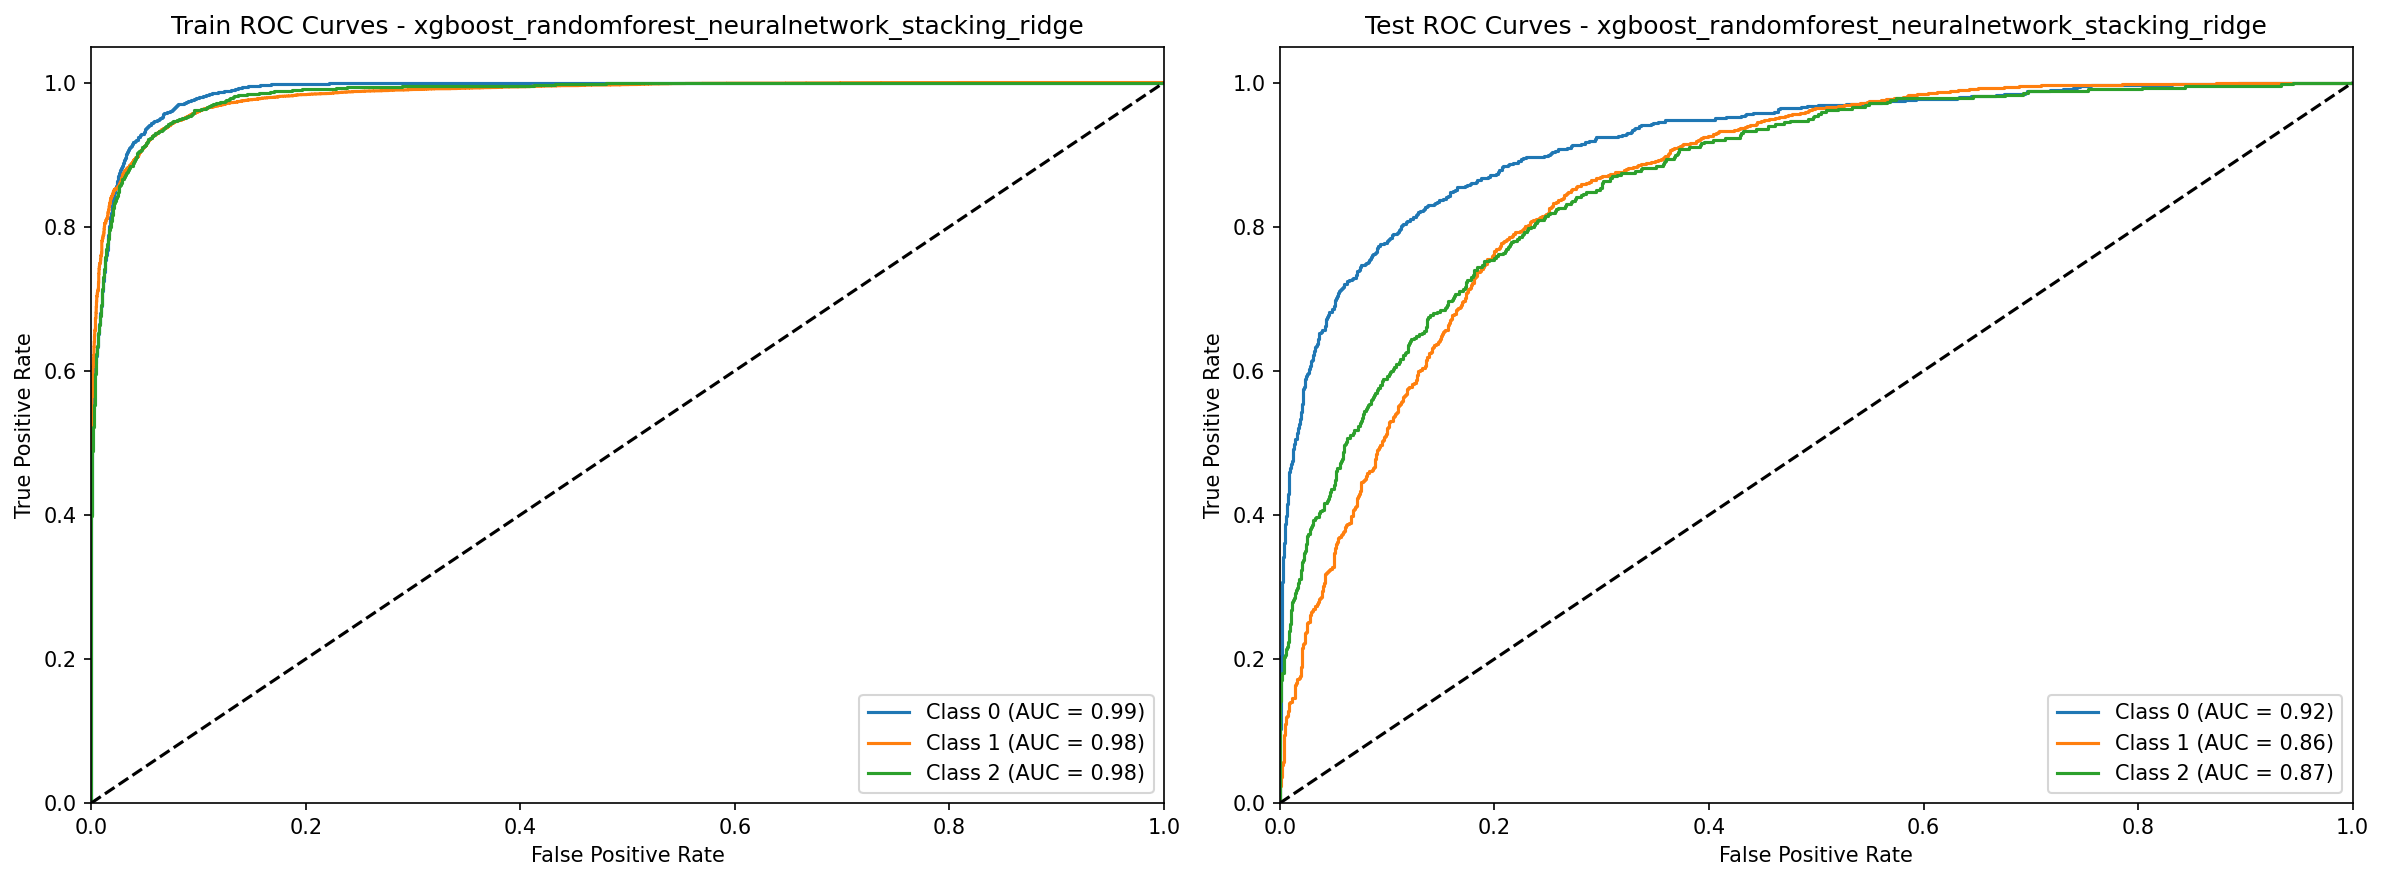 Train ROC Curves - xgboost_randomforest_neuralnetwork_stacking_ridge
True Positive Rate
1.0
0.8
0.6
0.4
0.2
0.0
0.0 0.2 0.4 0.6 0.8 1.0
False Positive Rate
Class 0 (AUC = 0.99)
Class 1 (AUC = 0.98)
Class 2 (AUC = 0.98)
Test ROC Curves - xgboost_randomforest_neuralnetwork_stacking_ridge
True Positive Rate
1.0
0.8
0.6
0.4
0.2
0.0
0.0 0.2 0.4 0.6 0.8 1.0
False Positive Rate
Class 0 (AUC = 0.92)
Class 1 (AUC = 0.86)
Class 2 (AUC = 0.87)